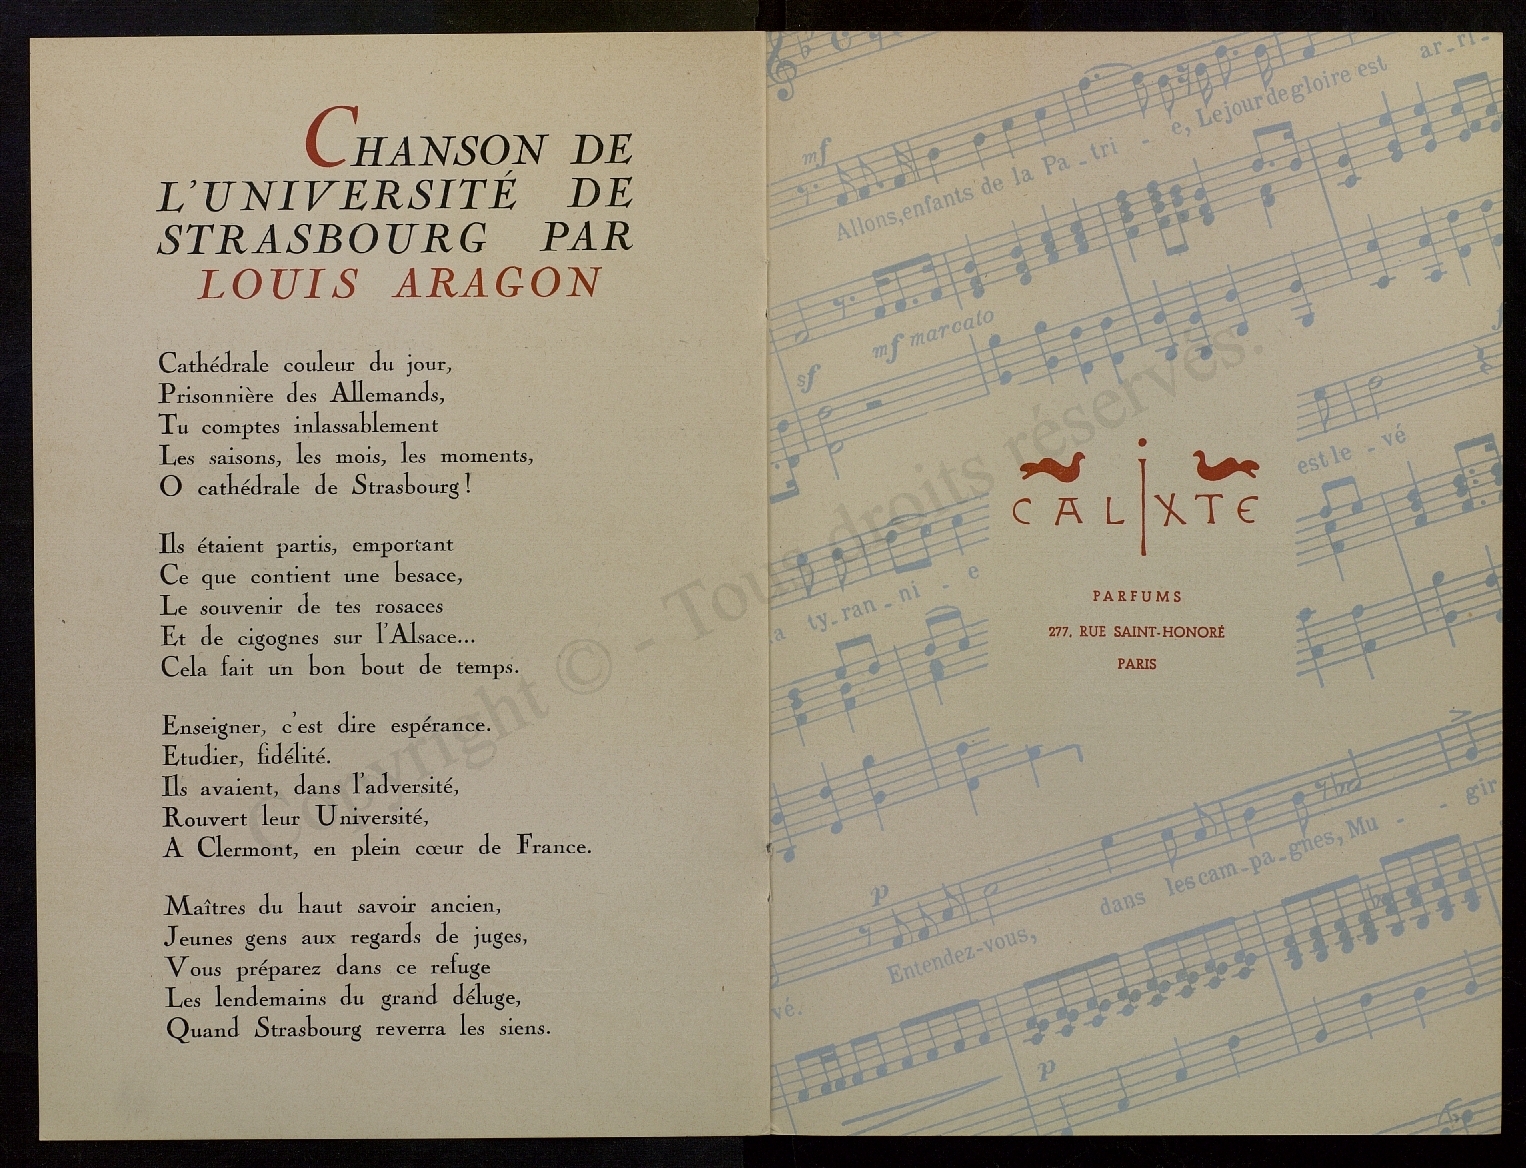 CHANSON DE
L'UNIVERSITÉ DE
STRASBOURG PAR
LOUIS ARAGON
Cathédrale couleur du jour,
Prisonnière des Allemands,
Tu comptes inlassablement
Les saisons, les mois, les moments,
O cathédrale de Strasbourg !
Ils étaient partis, emportant
Ce que contient une besace,
Le souvenir de tes rosaces
Et de cigognes sur l'Alsace...
Cela fait un bon bout de temps.
Enseigner, c'est dire espérance.
Etudier, fidélité.
Ils avaient, dans l'adversité,
Rouvert leur Université,
A Clermont, en plein cœur de France.
Maîtres du haut savoir ancien,
Jeunes gens aux regards de juges,
Vous préparez dans ce refuge
Les lendemains du grand déluge,
Quand Strasbourg reverra les siens.
Copyright © - Tous droits réservés.
mf
Allons, enfants de la Pa - tri - e, Le jour de gloire est ar - ri -
mf marcato
sf
est le - vé
CALIXTE
PARFUMS
277, RUE SAINT-HONORÉ
PARIS
la ty - ran - ni - e
p
Entendez-vous, dans les cam - pa - gnes, Mu - gir
vé.
p